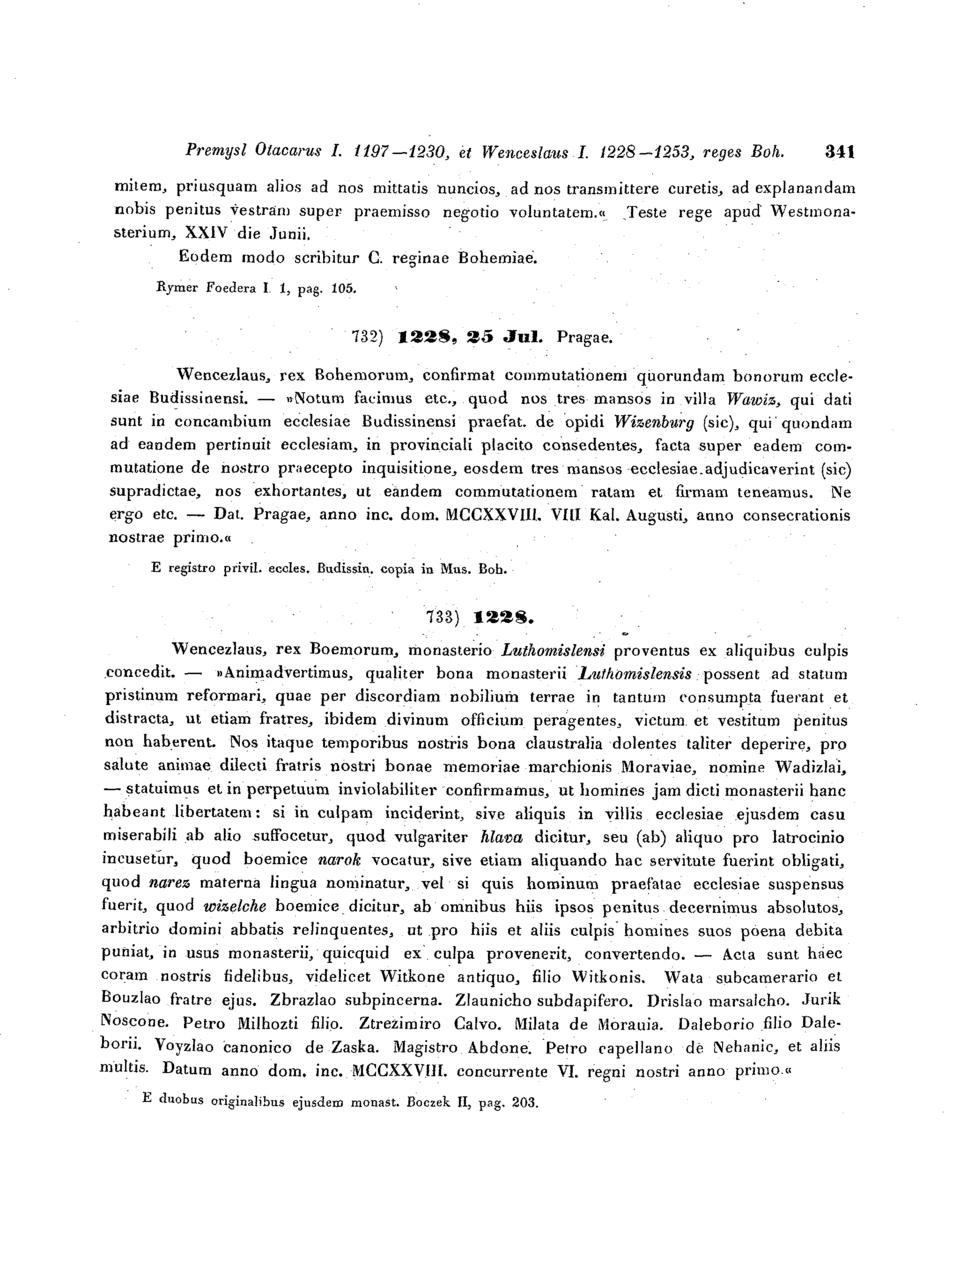 Premysl Otacarus I. 1197—1230, et Wenceslaus I. 1228—1253, reges Boh. 341
mitem, priusquam alios ad nos mittatis nuncios, ad nos transmittere curetis, ad explanandam
nobis penitus vestram super praemisso negotio voluntatem.« Teste rege apud Westmona-
sterium, XXIV die Junii.
Eodem modo scribitur C. reginae Bohemiae.
Rymer Foedera I 1, pag. 105.
732) 1228, 25 Jul. Pragae.
Wencezlaus, rex Bohemorum, confirmat commutationem quorundam bonorum eccle-
siae Budissinensi. — »Notum facimus etc., quod nos tres mansos in villa Wawiz, qui dati
sunt in concambium ecclesiae Budissinensi praefat. de opidi Wizenburg (sic), qui quondam
ad eandem pertinuit ecclesiam, in provinciali placito consedentes, facta super eadem com-
mutatione de nostro praecepto inquisitione, eosdem tres mansos ecclesiae adjudicaverint (sic)
supradictae, nos exhortantes, ut eandem commutationem ratam et firmam teneamus. Ne
ergo etc. — Dat. Pragae, anno inc. dom. MCCXXVIII. VIII Kal. Augusti, anno consecrationis
nostrae primo.«
E registro privil. eccles. Budissin. copia in Mus. Boh.
733) 1228.
Wencezlaus, rex Boemorum, monasterio Luthomislensi proventus ex aliquibus culpis
concedit. — »Animadvertimus, qualiter bona monasterii Luthomislensis possent ad statum
pristinum reformari, quae per discordiam nobilium terrae in tantum consumpta fuerant et
distracta, ut etiam fratres, ibidem divinum officium peragentes, victum et vestitum penitus
non haberent. Nos itaque temporibus nostris bona claustralia dolentes taliter deperire, pro
salute animae dilecti fratris nostri bonae memoriae marchionis Moraviae, nomine Wadizlai,
— statuimus et in perpetuum inviolabiliter confirmamus, ut homines jam dicti monasterii hanc
habeant libertatem: si in culpam inciderint, sive aliquis in villis ecclesiae ejusdem casu
miserabili ab alio suffocetur, quod vulgariter hlava dicitur, seu (ab) aliquo pro latrocinio
incusetur, quod boemice narok vocatur, sive etiam aliquando hac servitute fuerint obligati,
quod narez materna lingua nominatur, vel si quis hominum praefatae ecclesiae suspensus
fuerit, quod wizelche boemice dicitur, ab omnibus hiis ipsos penitus decernimus absolutos,
arbitrio domini abbatis relinquentes, ut pro hiis et aliis culpis homines suos poena debita
puniat, in usus monasterii, quicquid ex culpa provenerit, convertendo. — Acta sunt haec
coram nostris fidelibus, videlicet Witkone antiquo, filio Witkonis. Wata subcamerario et
Bouzlao fratre ejus. Zbrazlao subpincerna. Zlaunicho subdapifero. Drislao marsalcho. Jurik
Noscone. Petro Milhozti filio. Ztrezimiro Calvo. Milata de Morauia. Daleborio filio Dale-
borii. Voyzlao canonico de Zaska. Magistro Abdone. Petro capellano de Nehanic, et aliis
multis. Datum anno dom. inc. MCCXXVIII. concurrente VI. regni nostri anno primo.«
E duobus originalibus ejusdem monast. Boczek II, pag. 203.